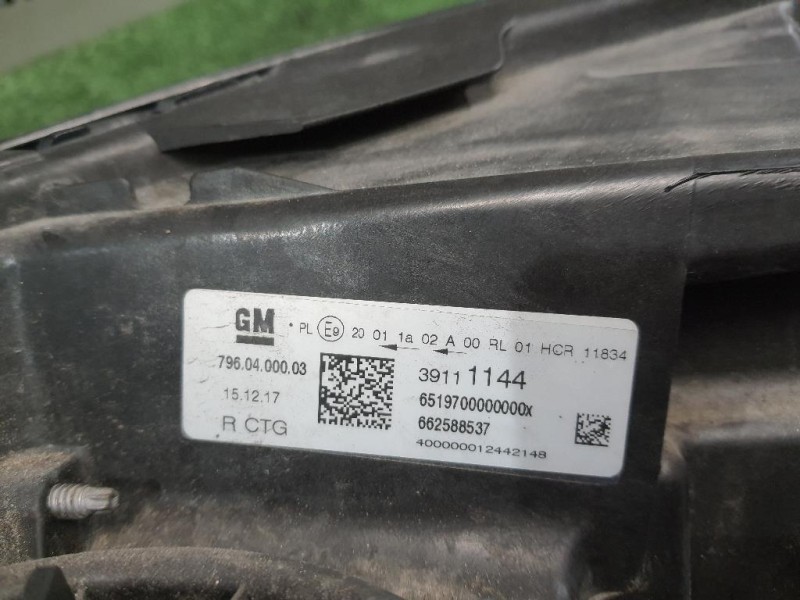 GM
• PL E9 20 01 1a 02 A 00 RL 01 HCR 11834
796.04.000.03
39111144
15.12.17
6519700000000x
R CTG
662588537
400000012442148